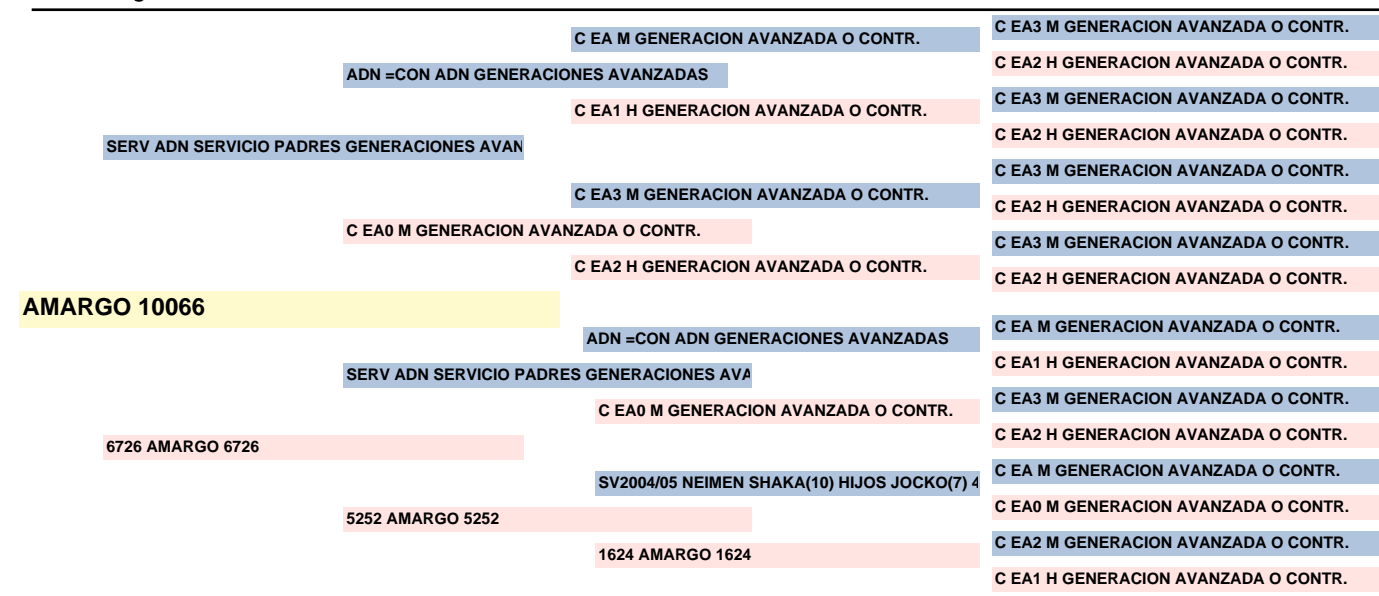 C EA3 M GENERACION AVANZADA O CONTR.
C EA M GENERACION AVANZADA O CONTR.
C EA2 H GENERACION AVANZADA O CONTR.
ADN =CON ADN GENERACIONES AVANZADAS
C EA3 M GENERACION AVANZADA O CONTR.
C EA1 H GENERACION AVANZADA O CONTR.
C EA2 H GENERACION AVANZADA O CONTR.
SERV ADN SERVICIO PADRES GENERACIONES AVAN
C EA3 M GENERACION AVANZADA O CONTR.
C EA3 M GENERACION AVANZADA O CONTR.
C EA2 H GENERACION AVANZADA O CONTR.
C EA0 M GENERACION AVANZADA O CONTR.
C EA3 M GENERACION AVANZADA O CONTR.
C EA2 H GENERACION AVANZADA O CONTR.
C EA2 H GENERACION AVANZADA O CONTR.
AMARGO 10066
C EA M GENERACION AVANZADA O CONTR.
ADN =CON ADN GENERACIONES AVANZADAS
C EA1 H GENERACION AVANZADA O CONTR.
SERV ADN SERVICIO PADRES GENERACIONES AVA
C EA3 M GENERACION AVANZADA O CONTR.
C EA0 M GENERACION AVANZADA O CONTR.
C EA2 H GENERACION AVANZADA O CONTR.
6726 AMARGO 6726
C EA M GENERACION AVANZADA O CONTR.
SV2004/05 NEIMEN SHAKA(10) HIJOS JOCKO(7) 4
C EA0 M GENERACION AVANZADA O CONTR.
5252 AMARGO 5252
C EA2 M GENERACION AVANZADA O CONTR.
1624 AMARGO 1624
C EA1 H GENERACION AVANZADA O CONTR.